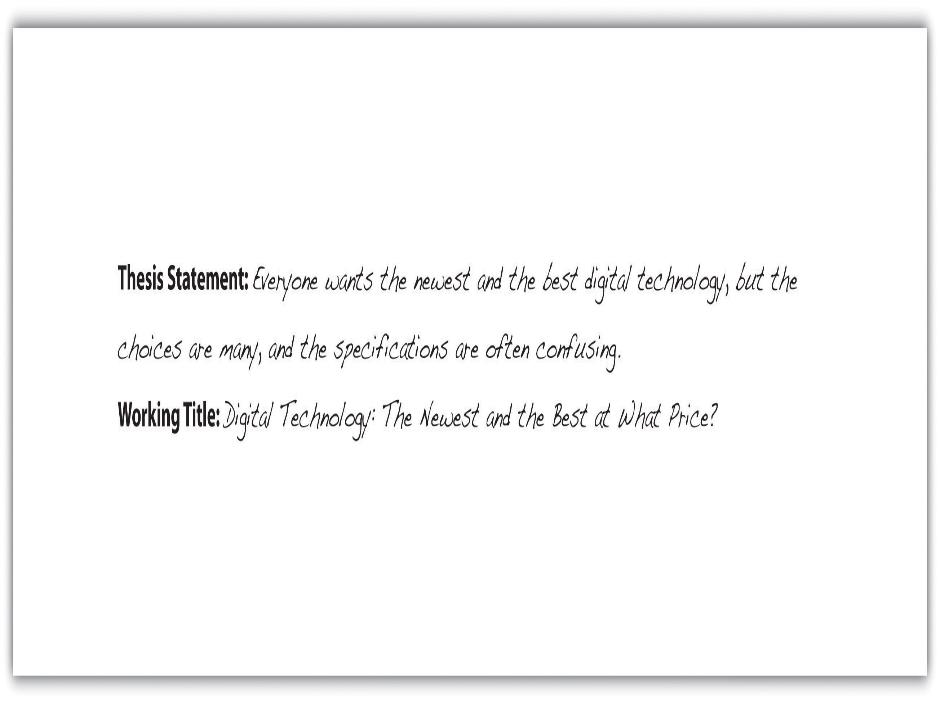 Thesis Statement: Everyone wants the newest and the best digital technology, but the
choices are many, and the specifications are often confusing.
Working Title: Digital Technology: The Newest and the Best at What Price?